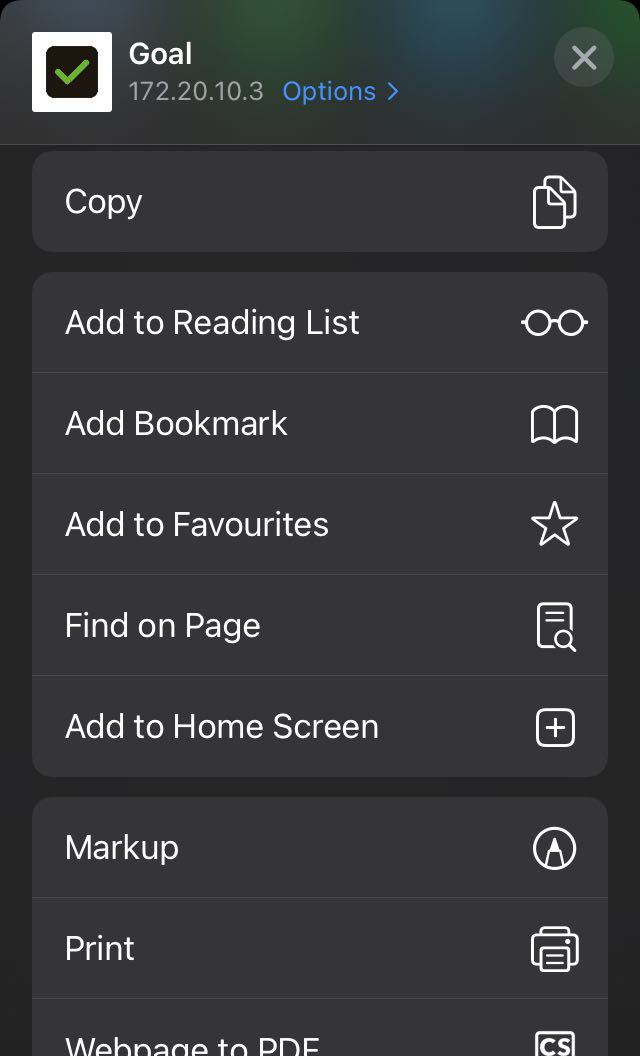 Goal
172.20.10.3 Options
Copy
Add to Reading List
Add Bookmark
Add to Favourites
Find on Page
Add to Home Screen
Markup
Print
Webpage to PDF
CS